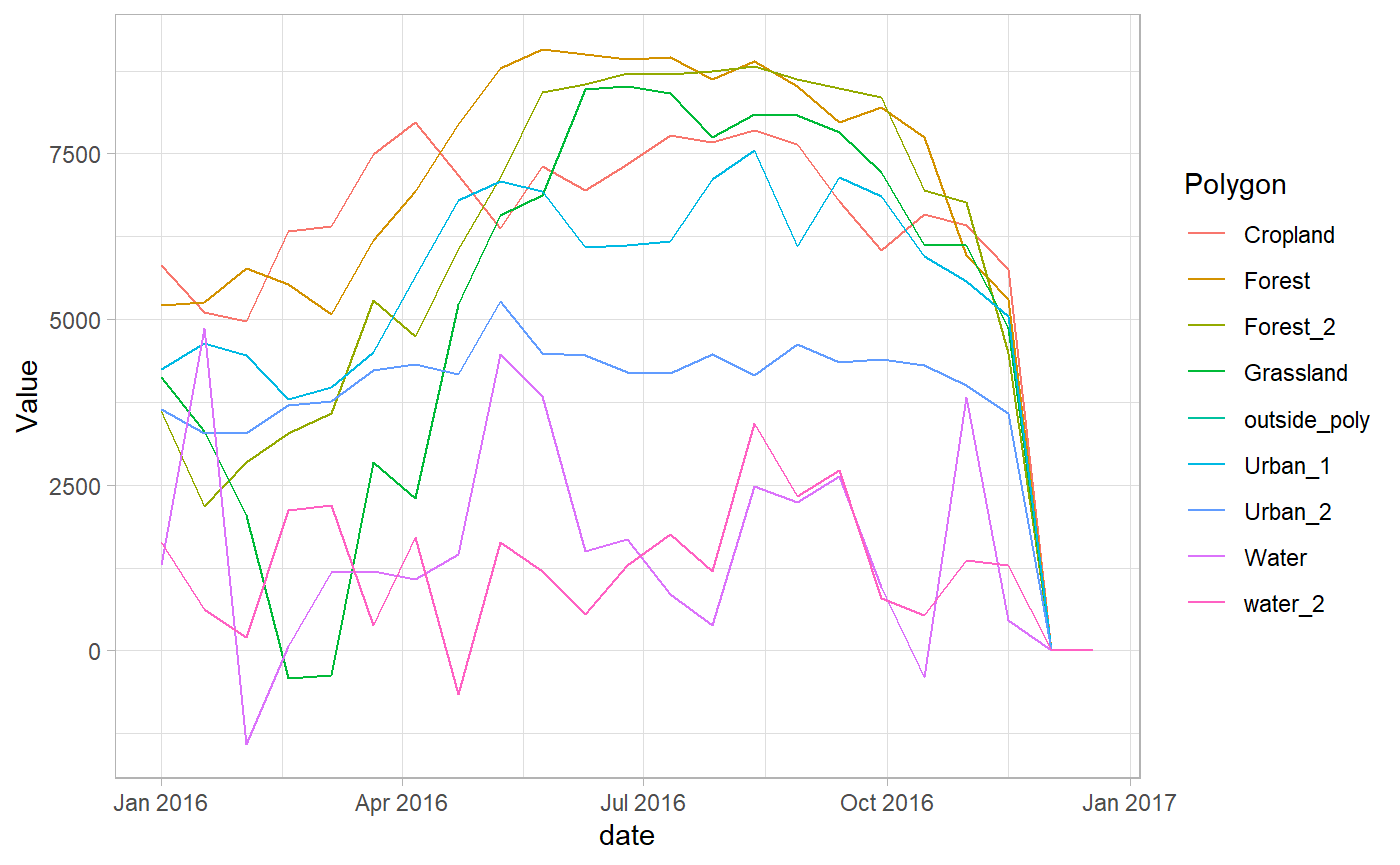 Value
7500
5000
2500
0
Jan 2016
Apr 2016
Jul 2016
Oct 2016
Jan 2017
date
Polygon
Cropland
Forest
Forest_2
Grassland
outside_poly
Urban_1
Urban_2
Water
water_2